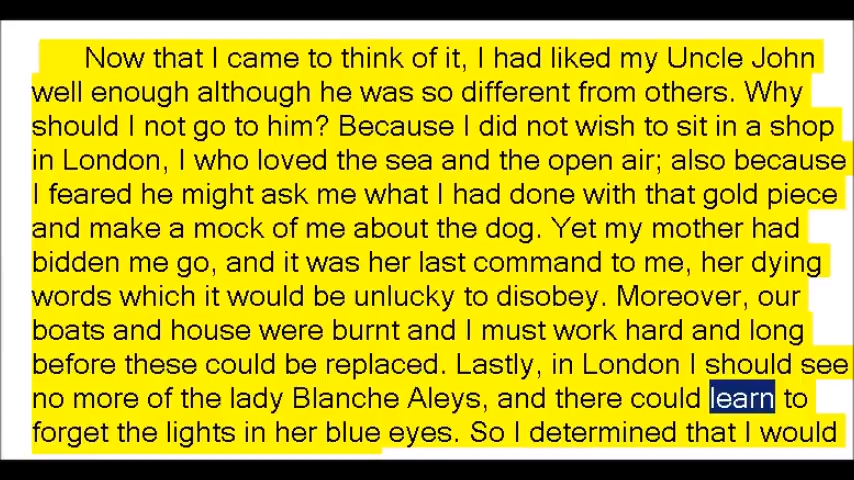 Now that I came to think of it, I had liked my Uncle John
well enough although he was so different from others. Why
should I not go to him? Because I did not wish to sit in a shop
in London, I who loved the sea and the open air; also because
I feared he might ask me what I had done with that gold piece
and make a mock of me about the dog. Yet my mother had
bidden me go, and it was her last command to me, her dying
words which it would be unlucky to disobey. Moreover, our
boats and house were burnt and I must work hard and long
before these could be replaced. Lastly, in London I should see
no more of the lady Blanche Aleys, and there could learn to
forget the lights in her blue eyes. So I determined that I would